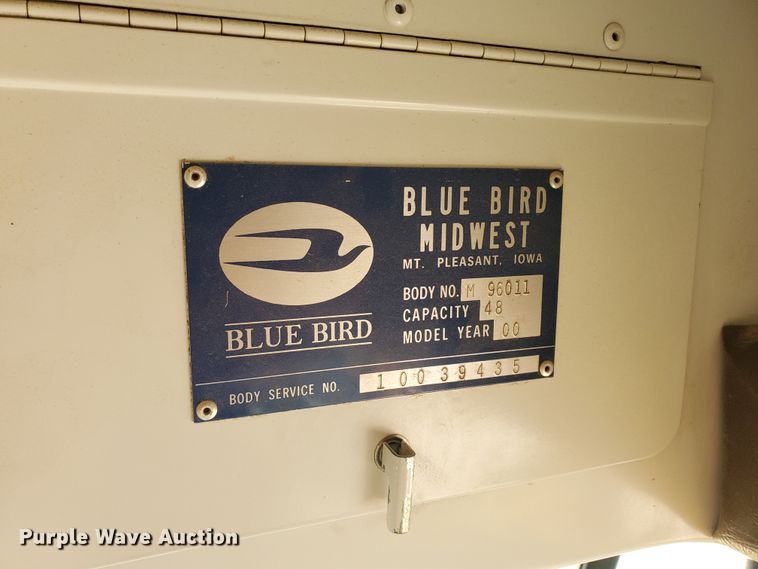 BLUE BIRD
MIDWEST
MT. PLEASANT, IOWA
BODY NO. M 96011
CAPACITY 48
MODEL YEAR 00
BLUE BIRD
BODY SERVICE NO. 10039435
Purple Wave Auction